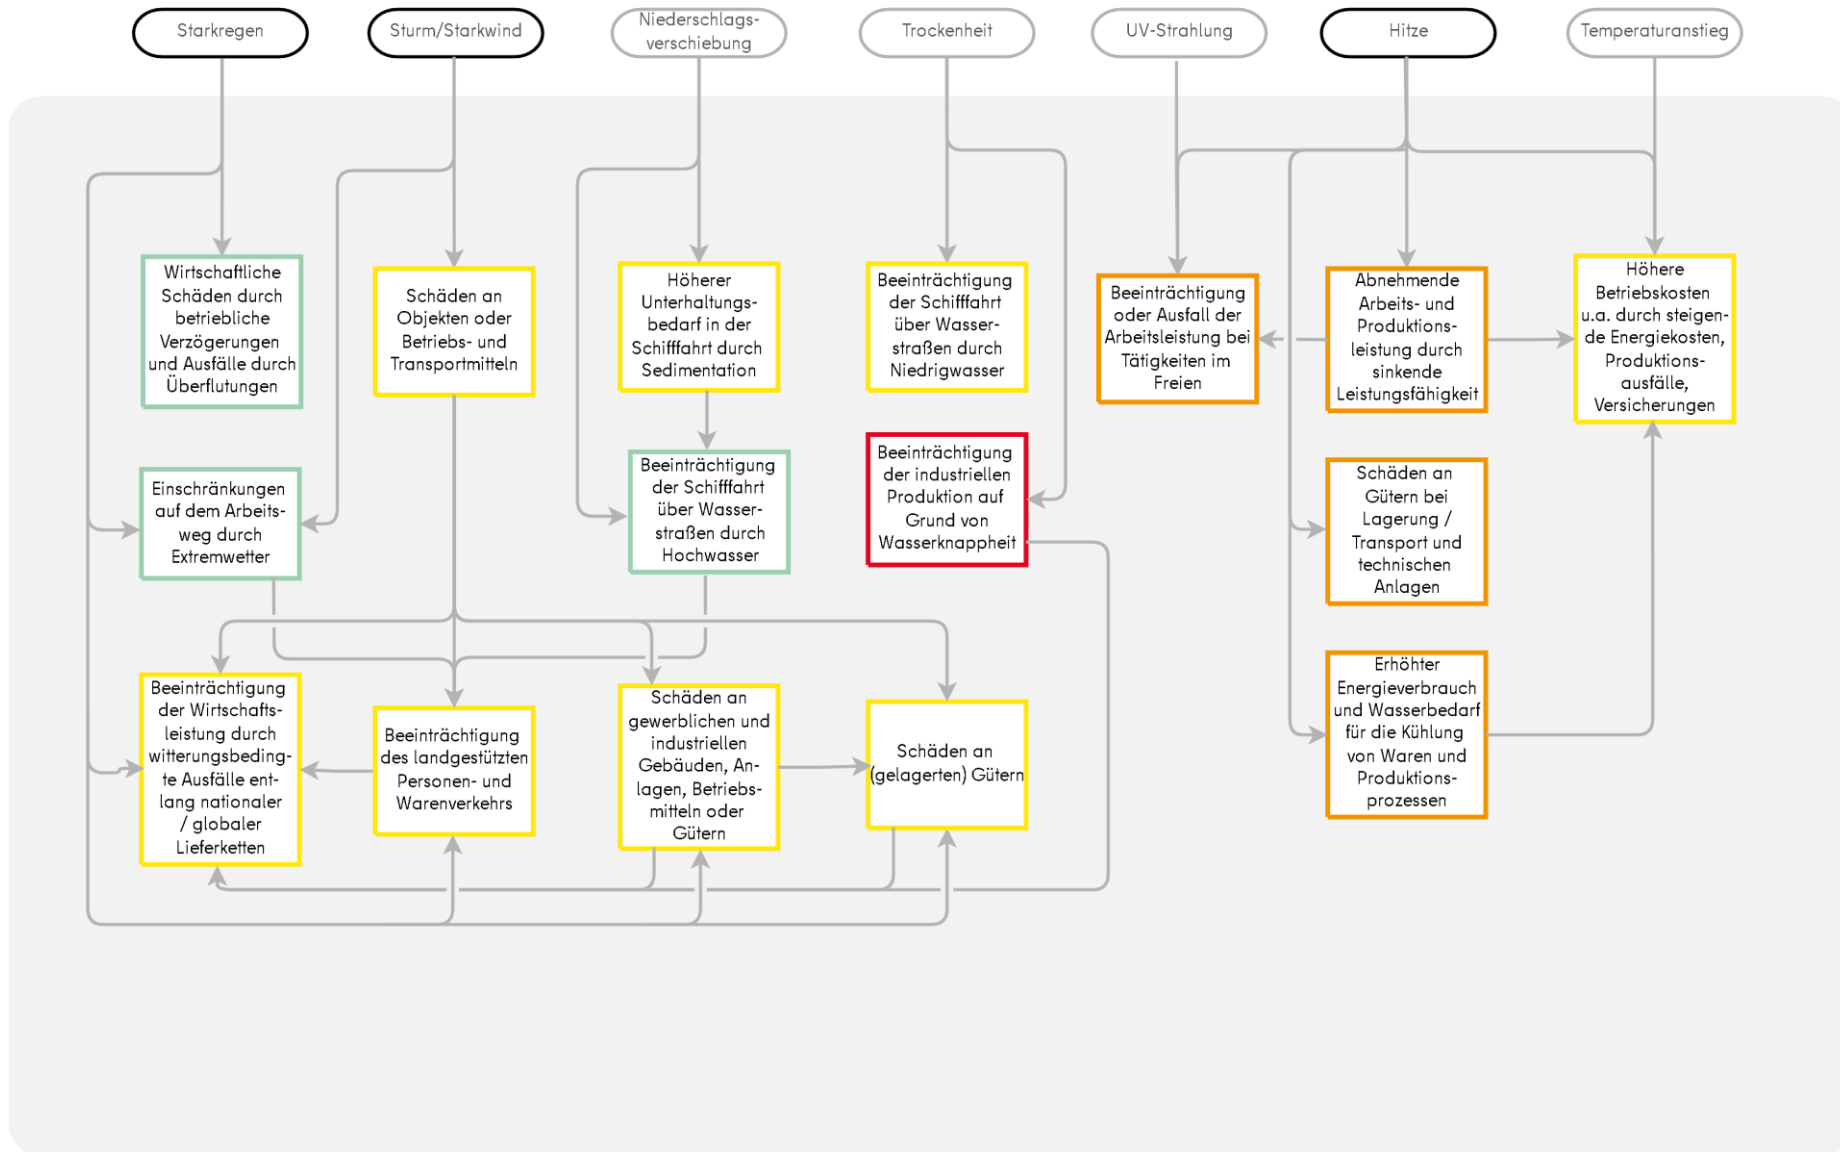 Starkregen
Sturm/Starkwind
Niederschlags-
verschiebung
Trockenheit
UV-Strahlung
Hitze
Temperaturanstieg
Wirtschaftliche
Schäden durch
betriebliche
Verzögerungen
und Ausfälle durch
Überflutungen
Schäden an
Objekten oder
Betriebs- und
Transportmitteln
Höherer
Unterhaltungs-
bedarf in der
Schifffahrt durch
Sedimentation
Beeinträchtigung
der Schifffahrt
über Wasser-
straßen durch
Niedrigwasser
Beeinträchtigung
oder Ausfall der
Arbeitsleistung bei
Tätigkeiten im
Freien
Abnehmende
Arbeits- und
Produktions-
leistung durch
sinkende
Leistungsfähigkeit
Höhere
Betriebskosten
u.a. durch steigen-
de Energiekosten,
Produktions-
ausfälle,
Versicherungen
Einschränkungen
auf dem Arbeits-
weg durch
Extremwetter
Beeinträchtigung
der Schifffahrt
über Wasser-
straßen durch
Hochwasser
Beeinträchtigung
der industriellen
Produktion auf
Grund von
Wasserknappheit
Schäden an
Gütern bei
Lagerung /
Transport und
technischen
Anlagen
Beeinträchtigung
der Wirtschafts-
leistung durch
witterungsbeding-
te Ausfälle ent-
lang nationaler
/ globaler
Lieferketten
Beeinträchtigung
des landgestützten
Personen- und
Warenverkehrs
Schäden an
gewerblichen und
industriellen
Gebäuden, An-
lagen, Betriebs-
mitteln oder
Gütern
Schäden an
(gelagerten) Gütern
Erhöhter
Energieverbrauch
und Wasserbedarf
für die Kühlung
von Waren und
Produktions-
prozessen